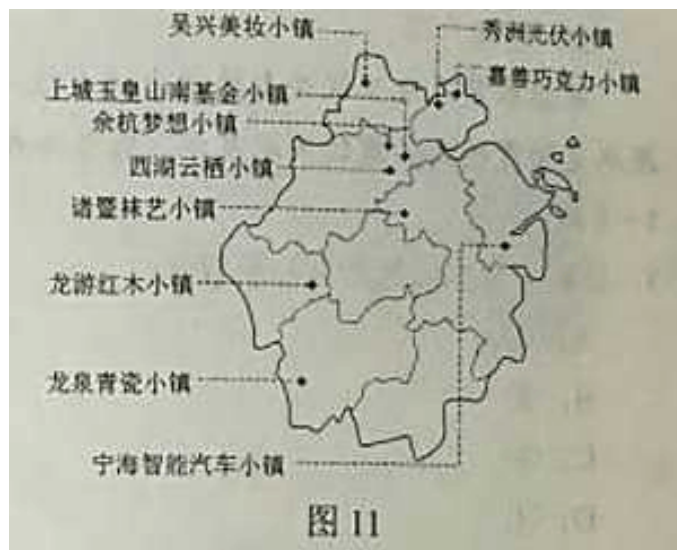 吴兴美妆小镇
秀洲光伏小镇
嘉善巧克力小镇
上城玉皇山南基金小镇
余杭梦想小镇
西湖云栖小镇
诸暨袜艺小镇
龙游红木小镇
龙泉青瓷小镇
宁海智能汽车小镇
图 11